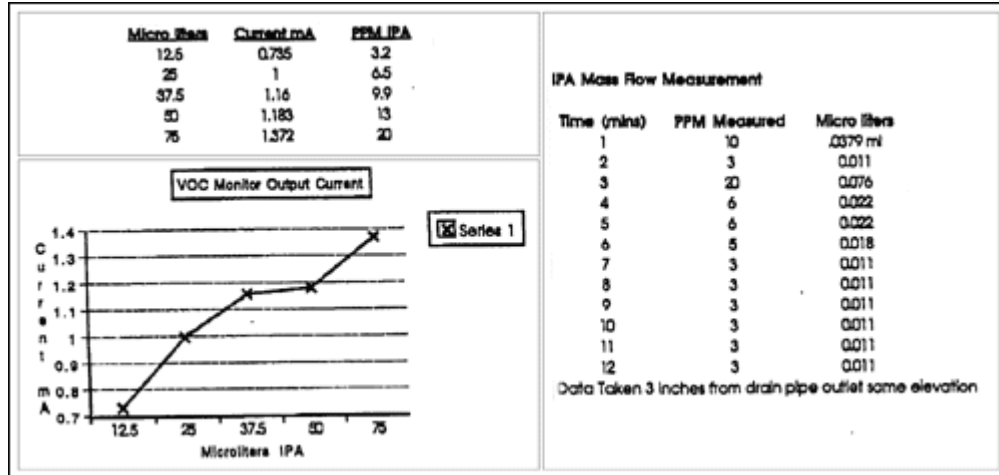 Micro liters Current mA PPM IPA
12.5 0.735 3.2
25 1 6.5
37.5 1.16 9.9
50 1.183 13
75 1.372 20
VOC Monitor Output Current
Series 1
Current mA
1.4
1.3
1.2
1.1
1
0.9
0.8
0.7
12.5 25 37.5 50 75
Microliters IPA
IPA Mass Flow Measurement
Time (mins) PPM Measured Micro liters
1 10 .0379 ml
2 3 0.011
3 20 0.076
4 6 0.022
5 6 0.022
6 5 0.018
7 3 0.011
8 3 0.011
9 3 0.011
10 3 0.011
11 3 0.011
12 3 0.011
Data Taken 3 inches from drain pipe outlet same elevation